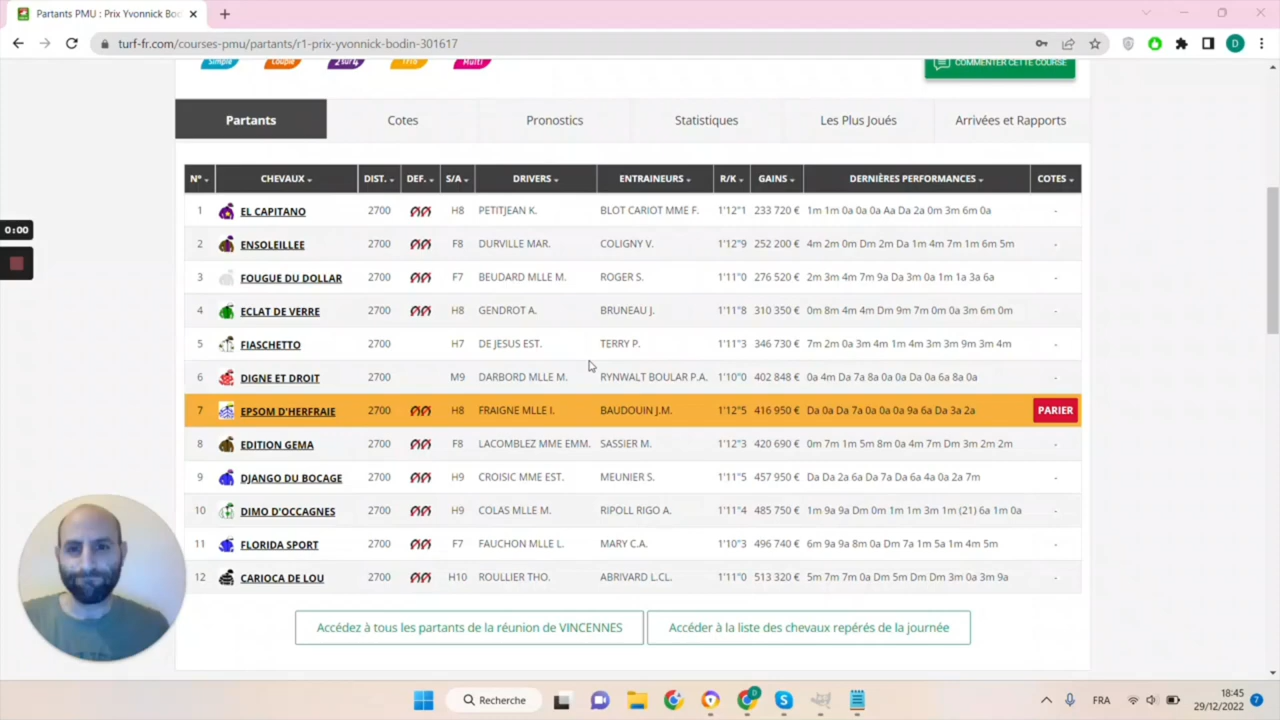 Partants PMU : Prix Yvonnick Bod
turf-fr.com/courses-pmu/partants/r1-prix-yvonnick-bodin-301617
Simple Couplé 2sur4 Trio Multi COMMENTER CETTE COURSE
Partants Cotes Pronostics Statistiques Les Plus Joués Arrivées et Rapports
N° CHEVAUX DIST. DEF. S/A DRIVERS ENTRAINEURS R/K GAINS DERNIÈRES PERFORMANCES COTES
1 EL CAPITANO 2700 H8 PETITJEAN K. BLOT CARIOT MME F. 1'12"1 233 720 € 1m 1m 0a 0a 0a Aa Da 2a 0m 3m 6m 0a -
2 ENSOLEILLEE 2700 F8 DURVILLE MAR. COLIGNY V. 1'12"9 252 200 € 4m 2m 0m Dm 2m Da 1m 4m 7m 1m 6m 5m -
3 FOUGUE DU DOLLAR 2700 F7 BEUDARD MLLE M. ROGER S. 1'11"0 276 520 € 2m 3m 4m 7m 9a Da 3m 0a 1m 1a 3a 6a -
4 ECLAT DE VERRE 2700 H8 GENDROT A. BRUNEAU J. 1'11"8 310 350 € 0m 8m 4m 4m Dm 9m 7m 0m 0a 3m 6m 0m -
5 FIASCHETTO 2700 H7 DE JESUS EST. TERRY P. 1'11"3 346 730 € 7m 2m 0a 3m 4m 1m 4m 3m 3m 9m 3m 4m -
6 DIGNE ET DROIT 2700 M9 DARBORD MLLE M. RYNWALT BOULAR P.A. 1'10"0 402 848 € 0a 4m Da 7a 8a 0a 0a Da 0a 6a 8a 0a -
7 EPSOM D'HERFRAIE 2700 H8 FRAIGNE MLLE I. BAUDOUIN J.M. 1'12"5 416 950 € Da 0a Da 7a 0a 0a 0a 9a 6a Da 3a 2a PARIER
8 EDITION GEMA 2700 F8 LACOMBLEZ MME EMM. SASSIER M. 1'12"3 420 690 € 0m 7m 1m 5m 8m 0a 4m 7m Dm 3m 2m 2m -
9 DJANGO DU BOCAGE 2700 H9 CROISIC MME EST. MEUNIER S. 1'11"5 457 950 € Da Da 2a 6a Da 7a Da 6a 4a 0a 2a 7m -
10 DIMO D'OCCAGNES 2700 H9 COLAS MLLE M. RIPOLL RIGO A. 1'11"4 485 750 € 1m 9a 9a Dm 0m 1m 1m 3m 1m (21) 6a 1m 0a -
11 FLORIDA SPORT 2700 F7 FAUCHON MLLE L. MARY C.A. 1'10"3 496 740 € 6m 9a 9a 8m 0a Dm 7a 1m 5a 1m 4m 5m -
12 CARIOCA DE LOU 2700 H10 ROULLIER THO. ABRIVARD L.CL. 1'11"0 513 320 € 5m 7m 7m 0a Dm 5m Dm Dm 3m 0a 3m 9a -
Accédez à tous les partants de la réunion de VINCENNES Accéder à la liste des chevaux repérés de la journée
0:00
D
Recherche D FRA 18:45
29/12/2022 7